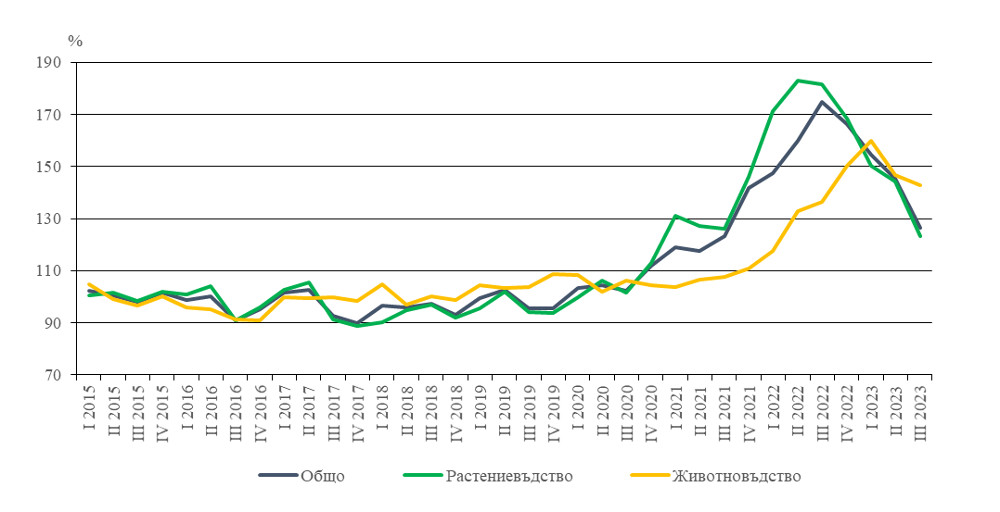 %
190
170
150
130
110
90
70
I 2015
II 2015
III 2015
IV 2015
I 2016
II 2016
III 2016
IV 2016
I 2017
II 2017
III 2017
IV 2017
I 2018
II 2018
III 2018
IV 2018
I 2019
II 2019
III 2019
IV 2019
I 2020
II 2020
III 2020
IV 2020
I 2021
II 2021
III 2021
IV 2021
I 2022
II 2022
III 2022
IV 2022
I 2023
II 2023
III 2023
Общо Растениевъдство Животновъдство